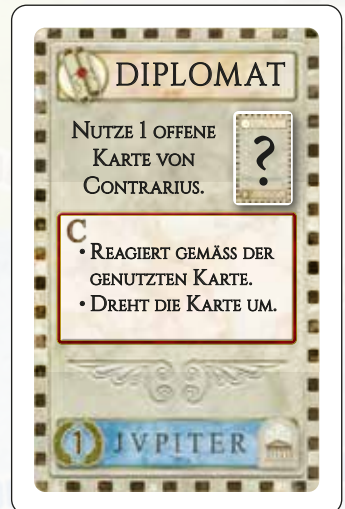 DIPLOMAT
NUTZE 1 OFFENE
KARTE VON
CONTRARIUS.
?
C
• REAGIERT GEMÄSS DER
GENUTZTEN KARTE.
• DREHT DIE KARTE UM.
1 JVPITER